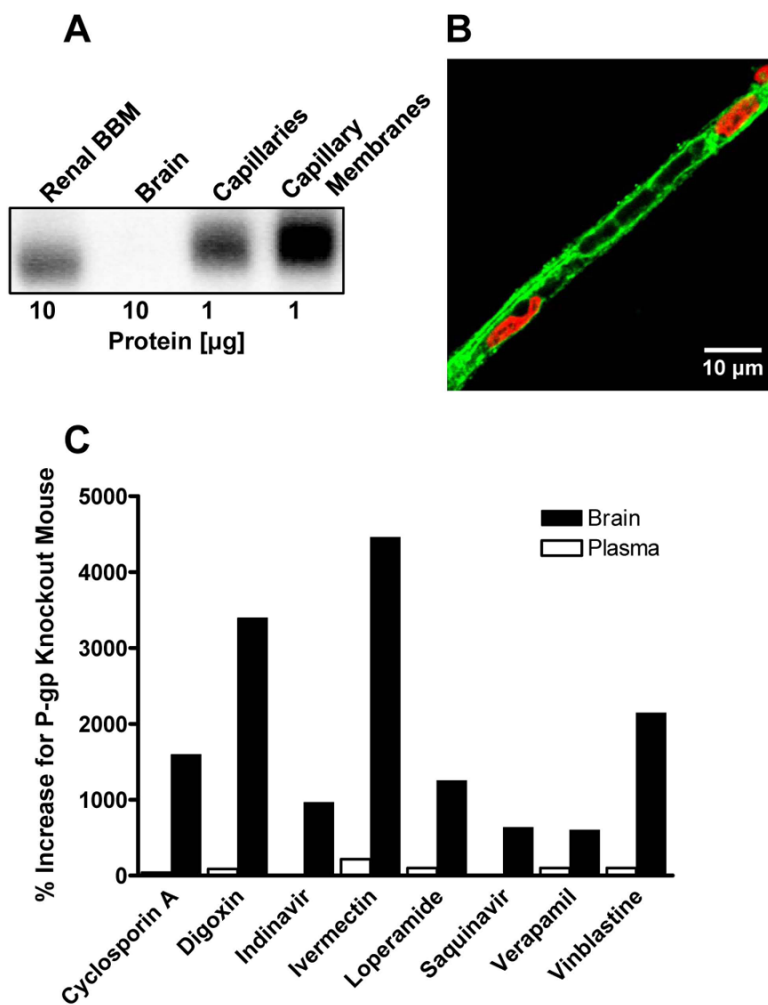 A
Renal BBM
Brain
Capillaries
Capillary
Membranes
10
10
1
1
Protein [µg]
B
10 µm
C
% Increase for P-gp Knockout Mouse
5000
4000
3000
2000
1000
0
Brain
Plasma
Cyclosporin A
Digoxin
Indinavir
Ivermectin
Loperamide
Saquinavir
Verapamil
Vinblastine